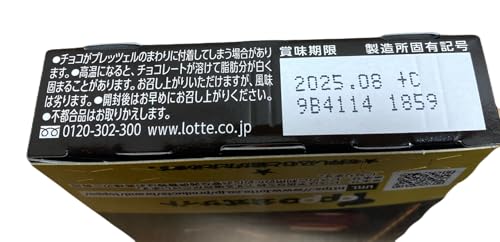 ●チョコがプレッツェルのまわりに付着してしまう場合があり
ます。●高温になると、チョコレートが溶けて脂肪分が白く
固まることがあります。お召上がりいただけますが、風味
は劣ります。●開封後はお早めにお召上がりください。
●不都合品はお取りかえします。
0120-302-300 www.lotte.co.jp
賞味期限 製造所固有記号
2025.08 +C
9B4114 1859
URL